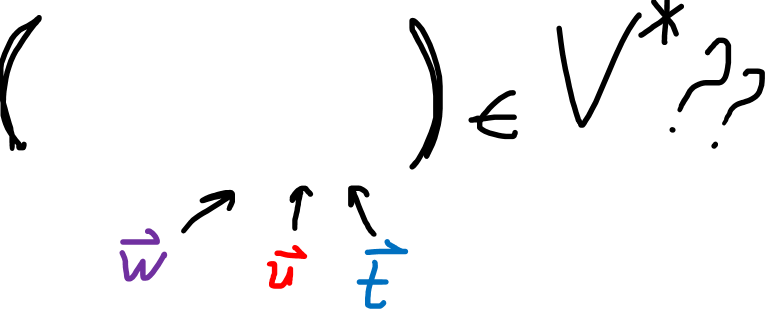 ( ) ∈ V* ??
w⃗ u⃗ t⃗